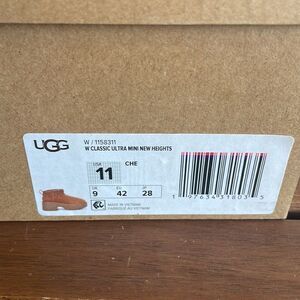 UGG
W / 1158311
W CLASSIC ULTRA MINI NEW HEIGHTS
USA
11
CHE
UK EU JP
9 42 28
MADE IN VIETNAM
FABRIQUÉ AU VIETNAM
1 97634 31803 5